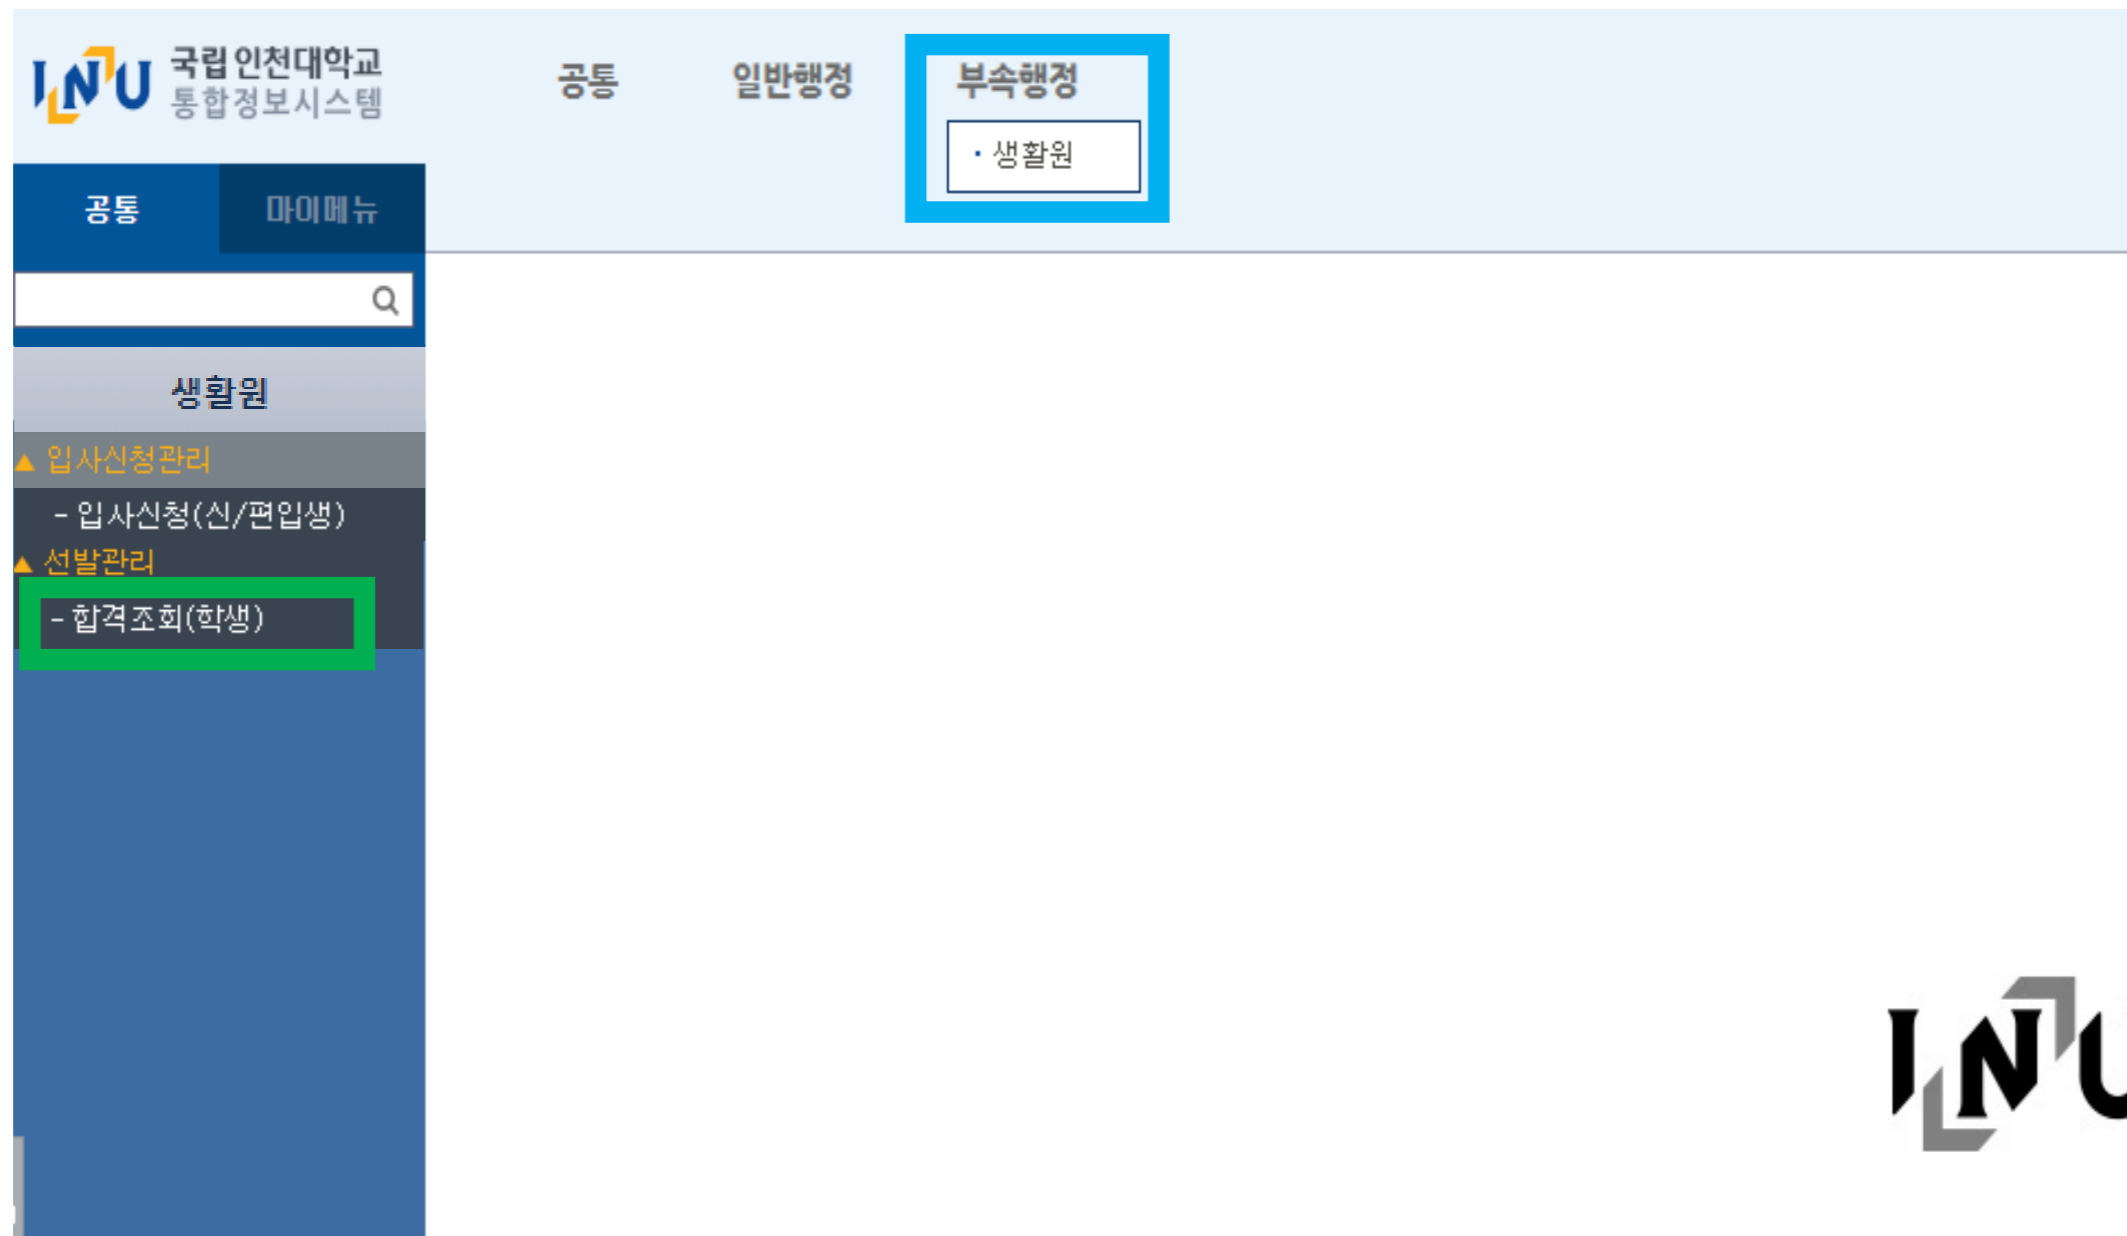 INU 국립인천대학교
통합정보시스템
공통 일반행정 부속행정
· 생활원
공통 마이메뉴
생활원
▲ 입사신청관리
- 입사신청(신/편입생)
▲ 선발관리
- 합격조회(학생)
INU